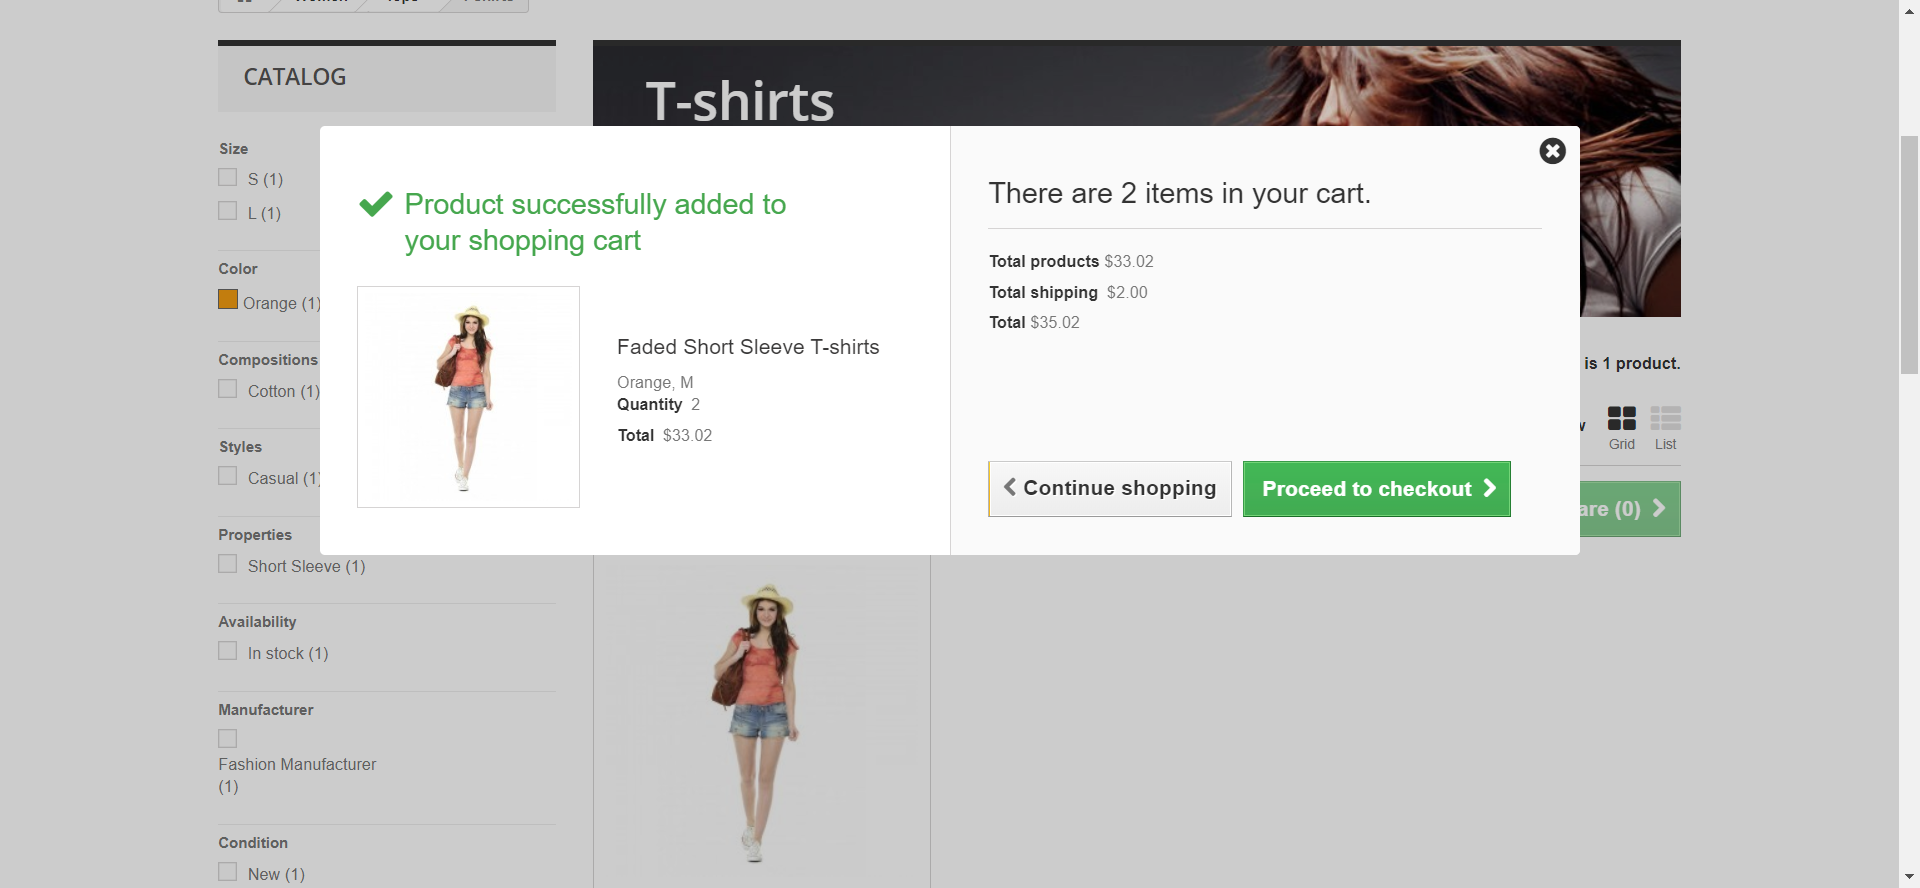 CATALOG
Size
S (1)
L (1)
Color
Orange (1)
Compositions
Cotton (1)
Styles
Casual (1)
Properties
Short Sleeve (1)
Availability
In stock (1)
Manufacturer
Fashion Manufacturer
(1)
Condition
New (1)
T-shirts
Product successfully added to
your shopping cart
Faded Short Sleeve T-shirts
Orange, M
Quantity 2
Total $33.02
There are 2 items in your cart.
Total products $33.02
Total shipping $2.00
Total $35.02
Continue shopping
Proceed to checkout
is 1 product.
Grid
List
(0)